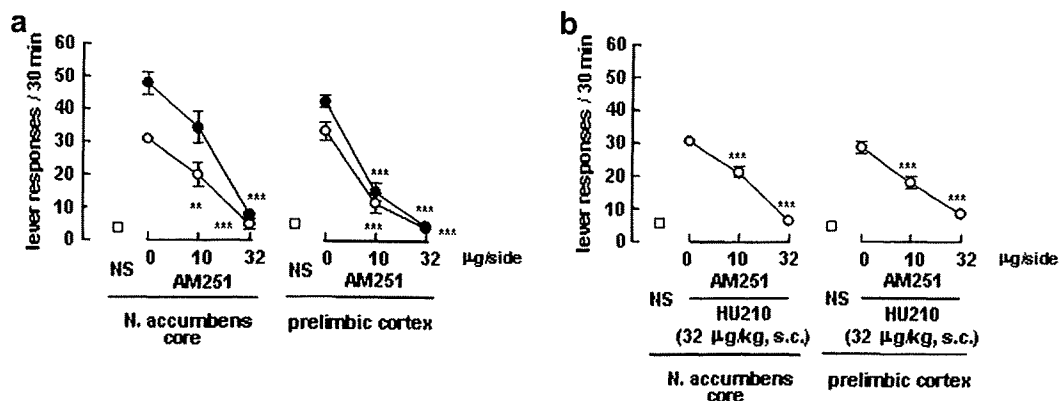 a
lever responses / 30 min
60
50
40
30
20
10
0
***
**
***
***
***
***
***
0 10 32
0 10 32 µg/side
NS AM251
NS AM251
N. accumbens core
prelimbic cortex
b
lever responses / 30 min
60
50
40
30
20
10
0
***
***
***
***
0 10 32
0 10 32 µg/side
NS AM251
NS AM251
HU210
(32 µg/kg, s.c.)
HU210
(32 µg/kg, s.c.)
N. accumbens core
prelimbic cortex